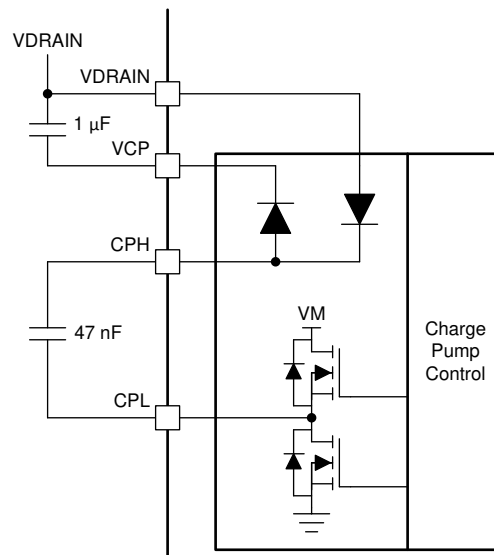 VDRAIN
VDRAIN
1 µF
VCP
CPH
47 nF
VM
Charge
Pump
Control
CPL